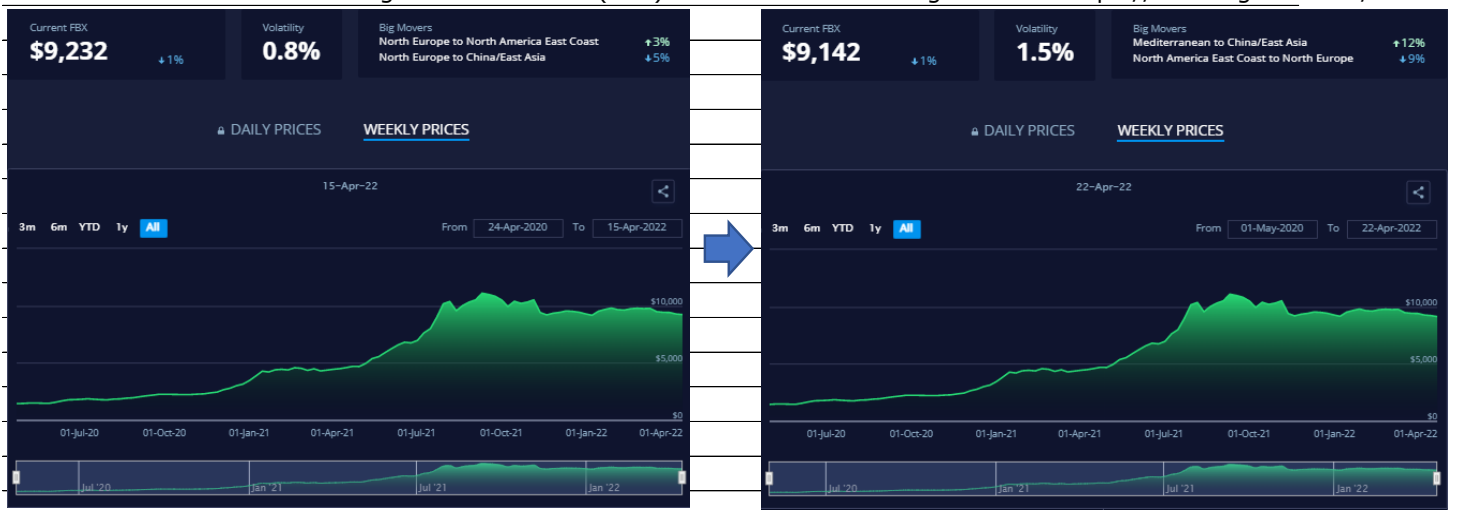 Current FBX
$9,232
↓1%
Volatility
0.8%
Big Movers
North Europe to North America East Coast ↑3%
North Europe to China/East Asia ↓5%
DAILY PRICES WEEKLY PRICES
15-Apr-22
3m 6m YTD 1y All From 24-Apr-2020 To 15-Apr-2022
$10,000
$5,000
$0
01-Jul-20 01-Oct-20 01-Jan-21 01-Apr-21 01-Jul-21 01-Oct-21 01-Jan-22 01-Apr-22
Jul '20 Jan '21 Jul '21 Jan '22
Current FBX
$9,142
↓1%
Volatility
1.5%
Big Movers
Mediterranean to China/East Asia ↑12%
North America East Coast to North Europe ↓9%
DAILY PRICES WEEKLY PRICES
22-Apr-22
3m 6m YTD 1y All From 01-May-2020 To 22-Apr-2022
$10,000
$5,000
$0
01-Jul-20 01-Oct-20 01-Jan-21 01-Apr-21 01-Jul-21 01-Oct-21 01-Jan-22 01-Apr-22
Jul '20 Jan '21 Jul '21 Jan '22